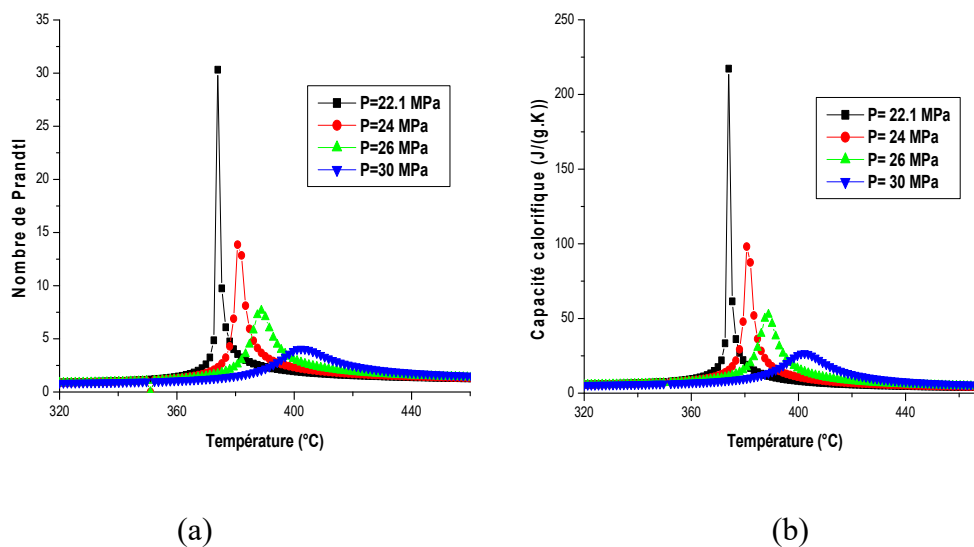 35
30
25
20
15
10
5
0
320
360
400
440
Nombre de Prandtl
Température (°C)
P=22.1 MPa
P=24 MPa
P=26 MPa
P=30 MPa
250
200
150
100
50
0
320
360
400
440
Capacité calorifique (J/(g.K))
Température (°C)
P= 22.1 MPa
P= 24 MPa
P= 26 MPa
P= 30 MPa
(a)
(b)